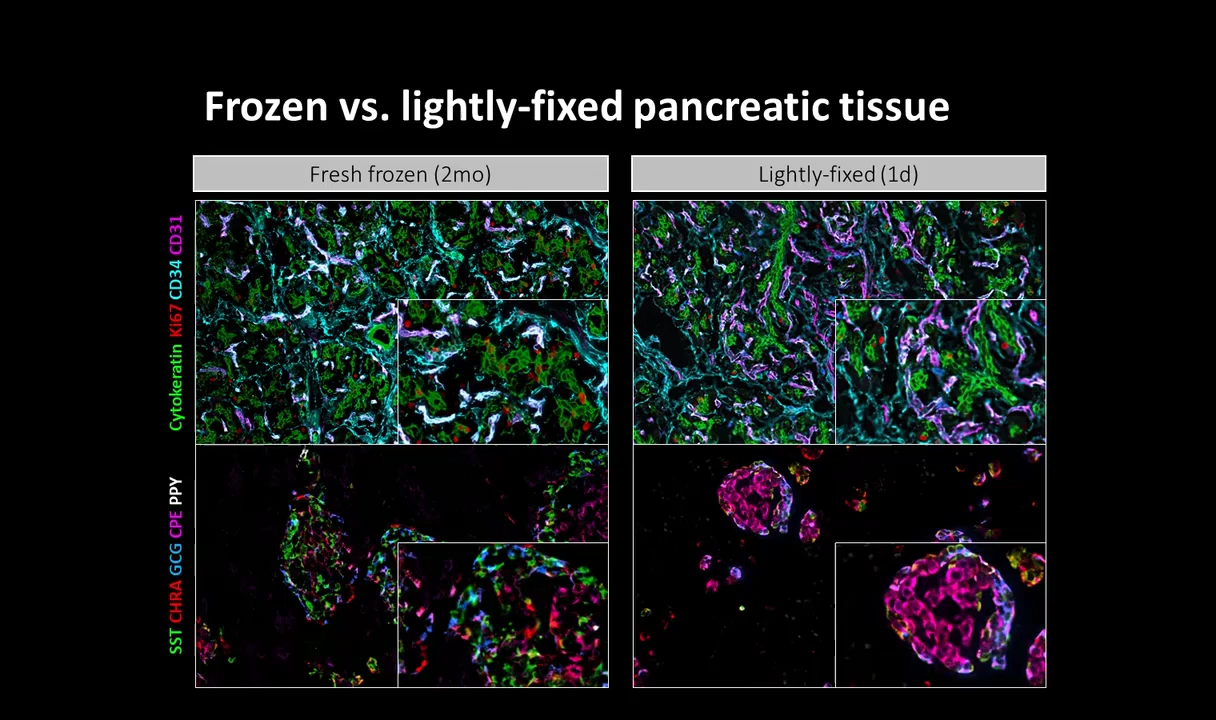 Frozen vs. lightly-fixed pancreatic tissue
Fresh frozen (2mo)
Lightly-fixed (1d)
Cytokeratin Ki67 CD34 CD31
SST CHRA GCG CPE PPY